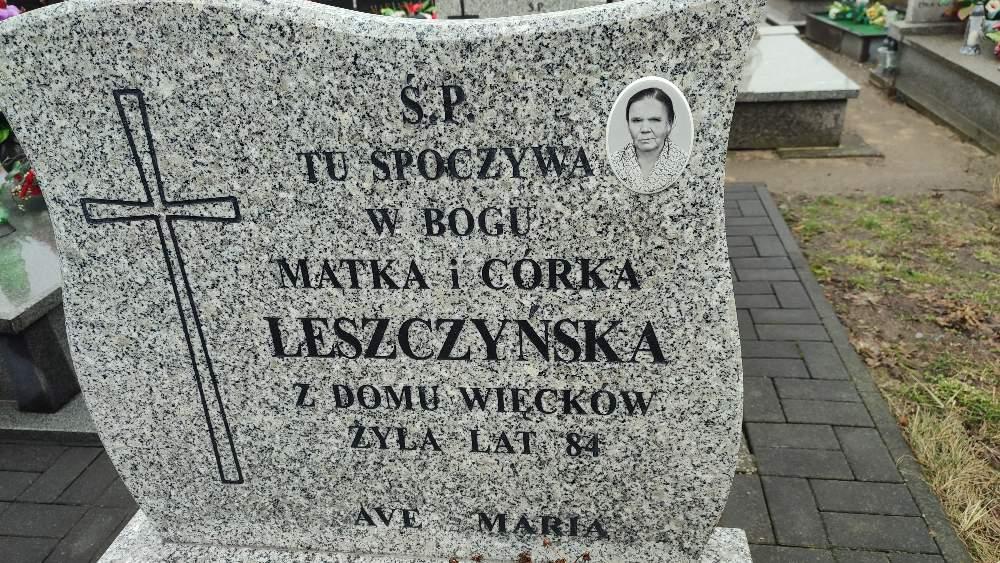 Ś.P.
TU SPOCZYWA
W BOGU
MATKA i CÓRKA
LESZCZYŃSKA
Z DOMU WIĘCKÓW
ŻYŁA LAT 84
AVE MARIA
Ś.P.